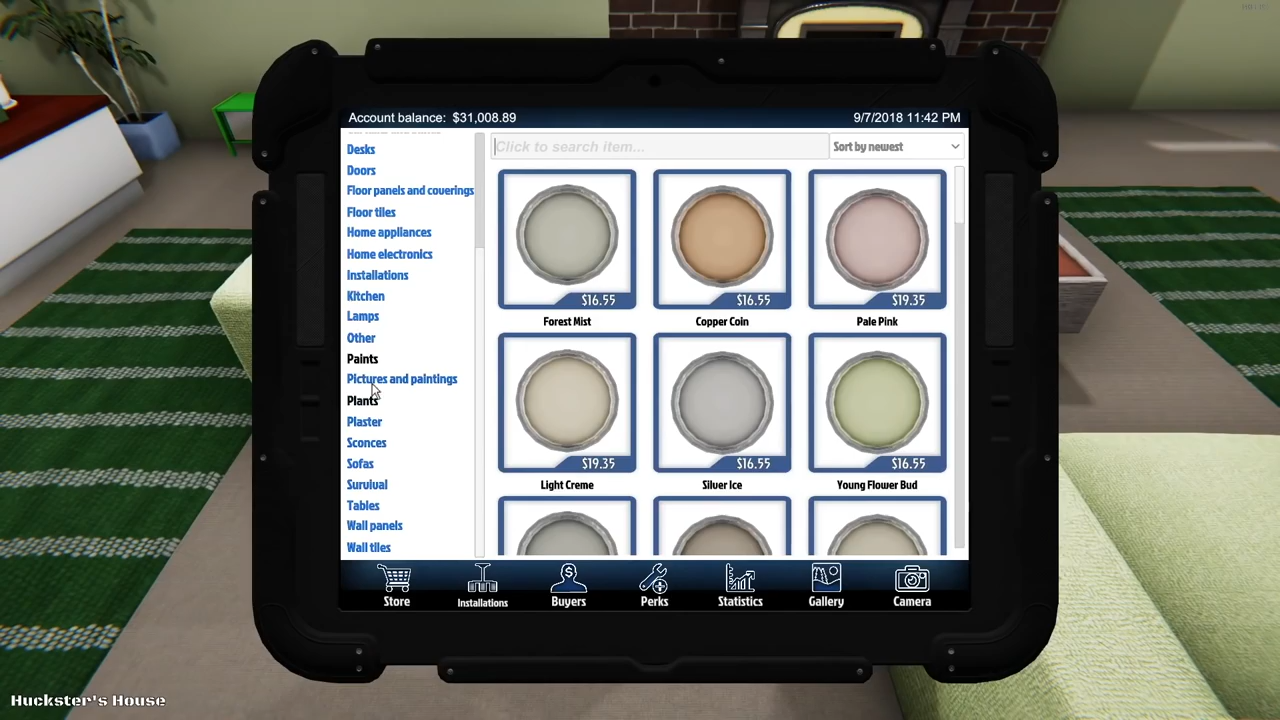 Account balance: $31,008.89
9/7/2018 11:42 PM
Desks
Doors
Floor panels and coverings
Floor tiles
Home appliances
Home electronics
Installations
Kitchen
Lamps
Other
Paints
Pictures and paintings
Plants
Plaster
Sconces
Sofas
Survival
Tables
Wall panels
Wall tiles
Click to search item...
Sort by newest
$16.55
$16.55
$19.35
Forest Mist
Copper Coin
Pale Pink
$19.35
$16.55
$16.55
Light Creme
Silver Ice
Young Flower Bud
Store
Installations
Buyers
Perks
Statistics
Gallery
Camera
Huckster's House